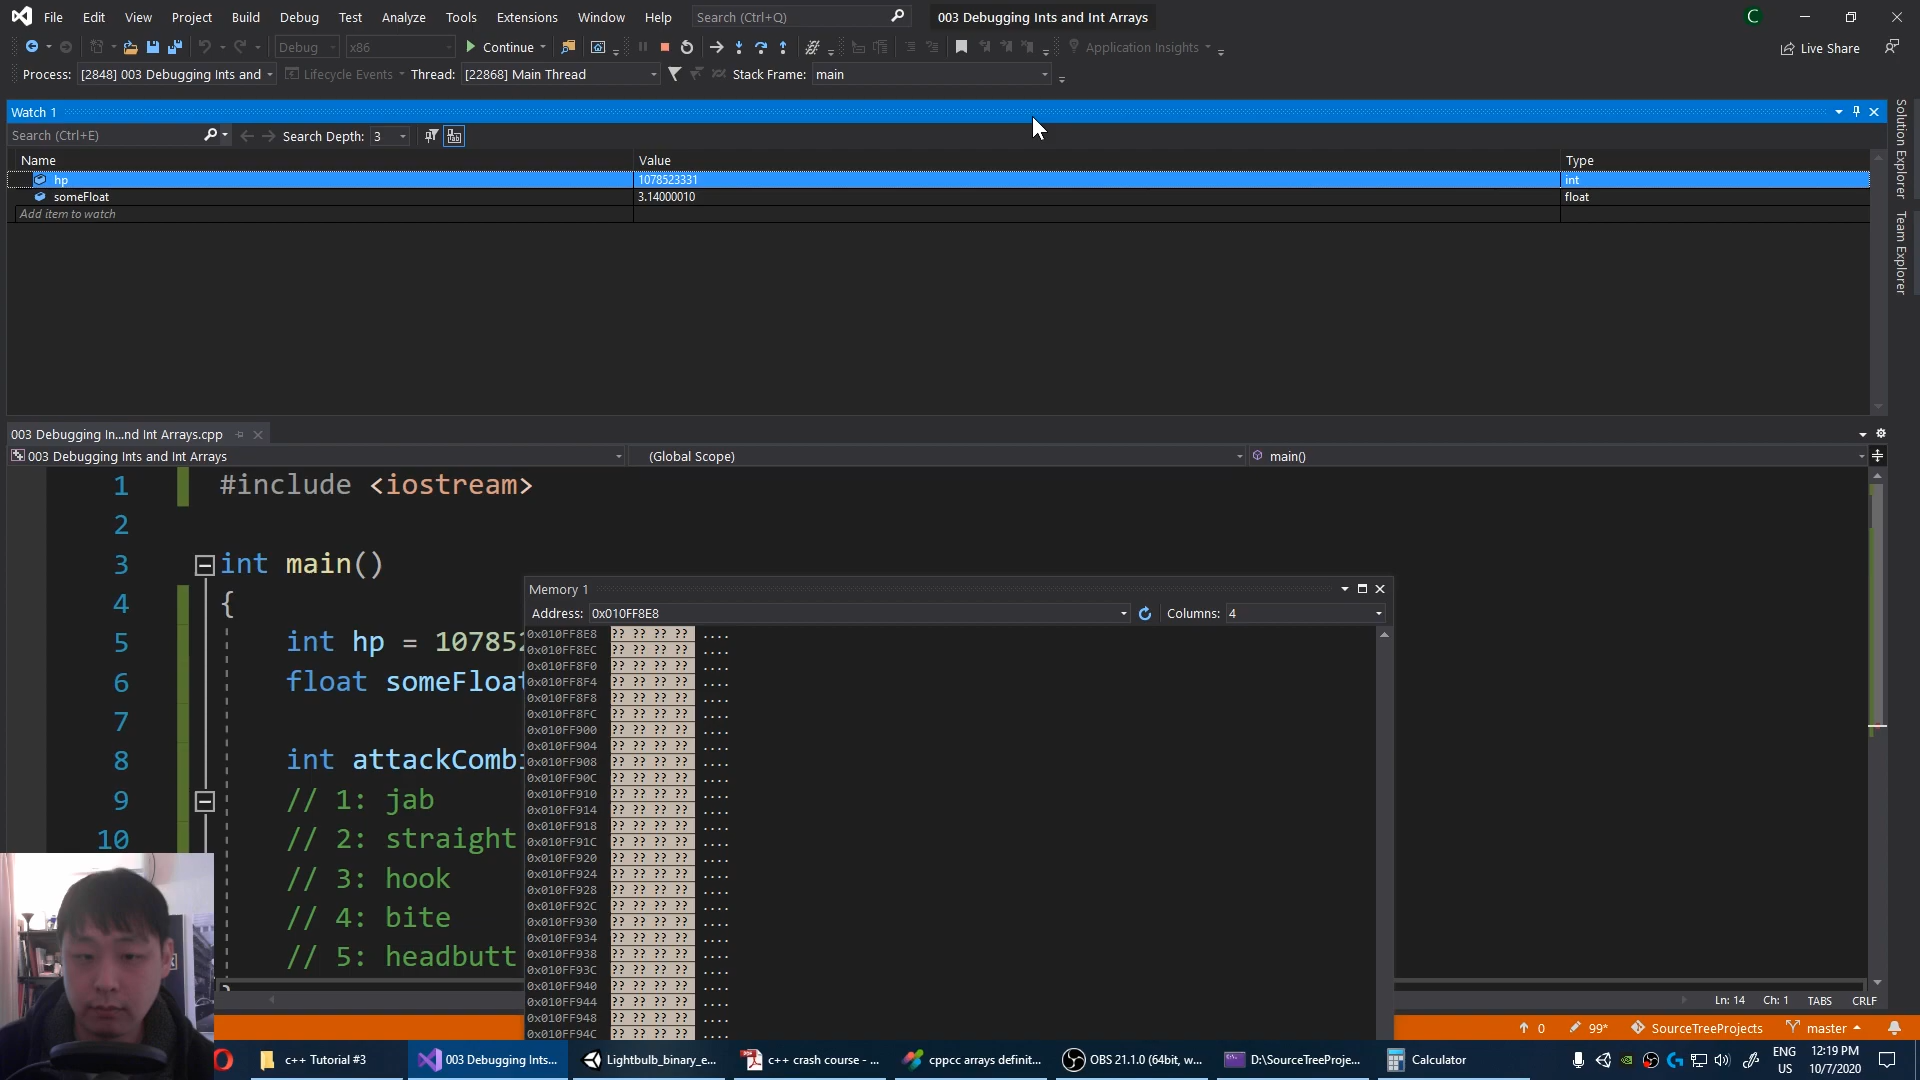 File Edit View Project Build Debug Test Analyze Tools Extensions Window Help Search (Ctrl+Q) 003 Debugging Ints and Int Arrays C
Debug x86 Continue Application Insights Live Share
Process: [2848] 003 Debugging Ints and Lifecycle Events Thread: [22868] Main Thread Stack Frame: main
Watch 1
Search (Ctrl+E) Search Depth: 3
Name Value Type
hp 1078523331 int
someFloat 3.14000010 float
Add item to watch
Solution Explorer
Team Explorer
003 Debugging In...nd Int Arrays.cpp
003 Debugging Ints and Int Arrays (Global Scope) main()
1 #include <iostream>
2
3 int main()
4 {
5 int hp = 10785
6 float someFloat
7
8 int attackCombi
9 // 1: jab
10 // 2: straight
// 3: hook
// 4: bite
// 5: headbutt
Memory 1
Address: 0x010FF8E8 Columns: 4
0x010FF8E8 ?? ?? ?? ?? ....
0x010FF8EC ?? ?? ?? ?? ....
0x010FF8F0 ?? ?? ?? ?? ....
0x010FF8F4 ?? ?? ?? ?? ....
0x010FF8F8 ?? ?? ?? ?? ....
0x010FF8FC ?? ?? ?? ?? ....
0x010FF900 ?? ?? ?? ?? ....
0x010FF904 ?? ?? ?? ?? ....
0x010FF908 ?? ?? ?? ?? ....
0x010FF90C ?? ?? ?? ?? ....
0x010FF910 ?? ?? ?? ?? ....
0x010FF914 ?? ?? ?? ?? ....
0x010FF918 ?? ?? ?? ?? ....
0x010FF91C ?? ?? ?? ?? ....
0x010FF920 ?? ?? ?? ?? ....
0x010FF924 ?? ?? ?? ?? ....
0x010FF928 ?? ?? ?? ?? ....
0x010FF92C ?? ?? ?? ?? ....
0x010FF930 ?? ?? ?? ?? ....
0x010FF934 ?? ?? ?? ?? ....
0x010FF938 ?? ?? ?? ?? ....
0x010FF93C ?? ?? ?? ?? ....
0x010FF940 ?? ?? ?? ?? ....
0x010FF944 ?? ?? ?? ?? ....
0x010FF948 ?? ?? ?? ?? ....
0x010FF94C ?? ?? ?? ?? ....
Ln: 14 Ch: 1 TABS CRLF
0 99* SourceTreeProjects master
c++ Tutorial #3 003 Debugging Ints... Lightbulb_binary_e... c++ crash course - ... cppcc arrays definit... OBS 21.1.0 (64bit, w... D:\SourceTreeProje... Calculator ENG US 12:19 PM 10/7/2020